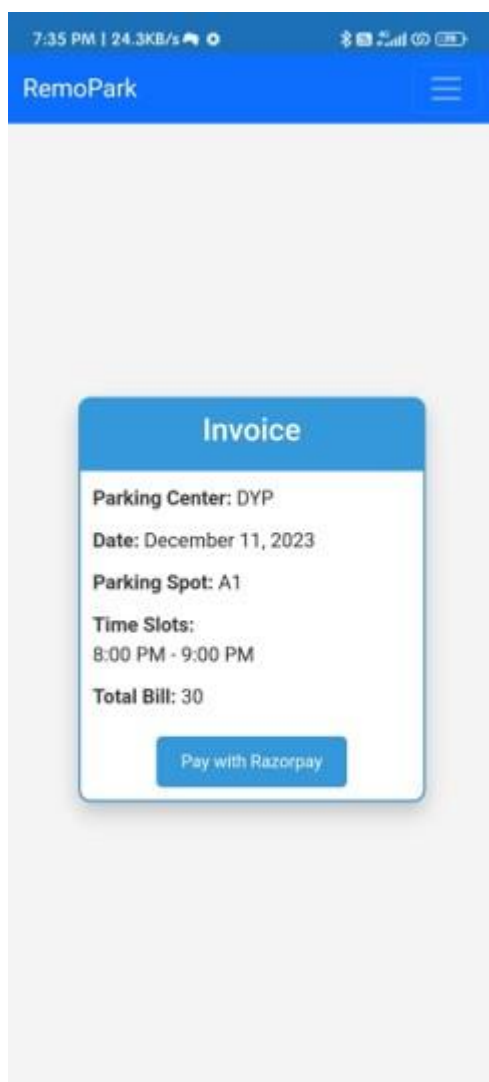 7:35 PM | 24.3KB/s
RemoPark
Invoice
Parking Center: DYP
Date: December 11, 2023
Parking Spot: A1
Time Slots:
8:00 PM - 9:00 PM
Total Bill: 30
Pay with Razorpay